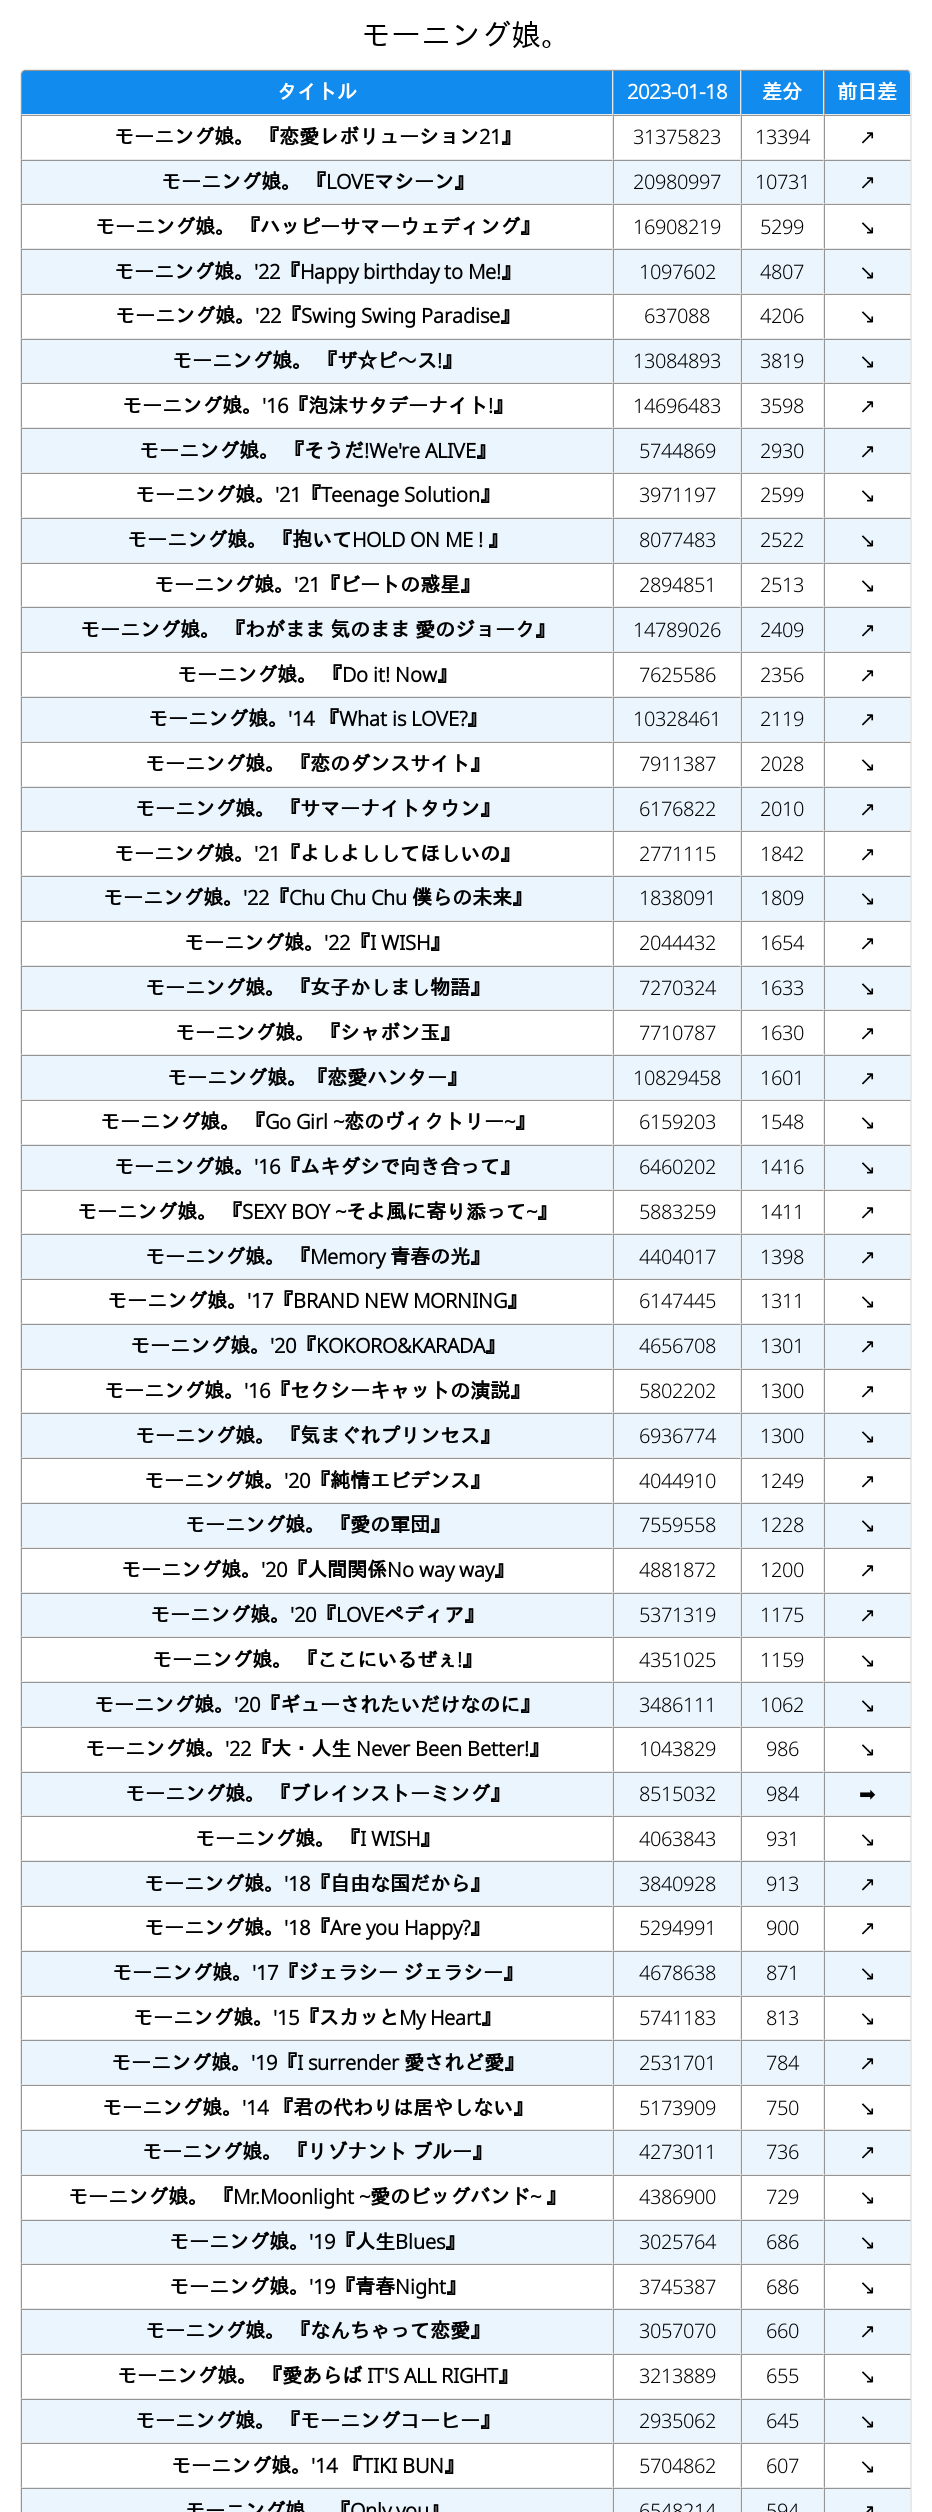 モーニング娘。
タイトル 2023-01-18 差分 前日差
モーニング娘。 『恋愛レボリューション21』 31375823 13394 ↗
モーニング娘。 『LOVEマシーン』 20980997 10731 ↗
モーニング娘。 『ハッピーサマーウェディング』 16908219 5299 ↘
モーニング娘。'22『Happy birthday to Me!』 1097602 4807 ↘
モーニング娘。'22『Swing Swing Paradise』 637088 4206 ↘
モーニング娘。 『ザ☆ピ～ス!』 13084893 3819 ↘
モーニング娘。'16『泡沫サタデーナイト!』 14696483 3598 ↗
モーニング娘。 『そうだ!We're ALIVE』 5744869 2930 ↗
モーニング娘。'21『Teenage Solution』 3971197 2599 ↘
モーニング娘。 『抱いてHOLD ON ME ! 』 8077483 2522 ↘
モーニング娘。'21『ビートの惑星』 2894851 2513 ↘
モーニング娘。 『わがまま 気のまま 愛のジョーク』 14789026 2409 ↗
モーニング娘。 『Do it! Now』 7625586 2356 ↗
モーニング娘。'14 『What is LOVE?』 10328461 2119 ↗
モーニング娘。 『恋のダンスサイト』 7911387 2028 ↘
モーニング娘。 『サマーナイトタウン』 6176822 2010 ↗
モーニング娘。'21『よしよししてほしいの』 2771115 1842 ↗
モーニング娘。'22『Chu Chu Chu 僕らの未来』 1838091 1809 ↘
モーニング娘。'22『I WISH』 2044432 1654 ↗
モーニング娘。 『女子かしまし物語』 7270324 1633 ↘
モーニング娘。 『シャボン玉』 7710787 1630 ↗
モーニング娘。『恋愛ハンター』 10829458 1601 ↗
モーニング娘。 『Go Girl ~恋のヴィクトリー~』 6159203 1548 ↘
モーニング娘。'16『ムキダシで向き合って』 6460202 1416 ↘
モーニング娘。 『SEXY BOY ~そよ風に寄り添って~』 5883259 1411 ↗
モーニング娘。 『Memory 青春の光』 4404017 1398 ↗
モーニング娘。'17『BRAND NEW MORNING』 6147445 1311 ↘
モーニング娘。'20『KOKORO&KARADA』 4656708 1301 ↗
モーニング娘。'16『セクシーキャットの演説』 5802202 1300 ↗
モーニング娘。 『気まぐれプリンセス』 6936774 1300 ↘
モーニング娘。'20『純情エビデンス』 4044910 1249 ↗
モーニング娘。 『愛の軍団』 7559558 1228 ↘
モーニング娘。'20『人間関係No way way』 4881872 1200 ↗
モーニング娘。'20『LOVEペディア』 5371319 1175 ↗
モーニング娘。 『ここにいるぜぇ!』 4351025 1159 ↘
モーニング娘。'20『ギューされたいだけなのに』 3486111 1062 ↘
モーニング娘。'22『大・人生 Never Been Better!』 1043829 986 ↘
モーニング娘。 『ブレインストーミング』 8515032 984 ➡
モーニング娘。 『I WISH』 4063843 931 ↘
モーニング娘。'18『自由な国だから』 3840928 913 ↗
モーニング娘。'18『Are you Happy?』 5294991 900 ↗
モーニング娘。'17『ジェラシー ジェラシー』 4678638 871 ↘
モーニング娘。'15『スカッとMy Heart』 5741183 813 ↘
モーニング娘。'19『I surrender 愛されど愛』 2531701 784 ↗
モーニング娘。'14 『君の代わりは居やしない』 5173909 750 ↘
モーニング娘。 『リゾナント ブルー』 4273011 736 ↗
モーニング娘。 『Mr.Moonlight ~愛のビッグバンド~ 』 4386900 729 ↘
モーニング娘。'19『人生Blues』 3025764 686 ↘
モーニング娘。'19『青春Night』 3745387 686 ↘
モーニング娘。 『なんちゃって恋愛』 3057070 660 ↗
モーニング娘。 『愛あらば IT'S ALL RIGHT』 3213889 655 ↘
モーニング娘。 『モーニングコーヒー』 2935062 645 ↘
モーニング娘。'14 『TIKI BUN』 5704862 607 ↘
モーニング娘。 『Only you』 6548214 594 ↗